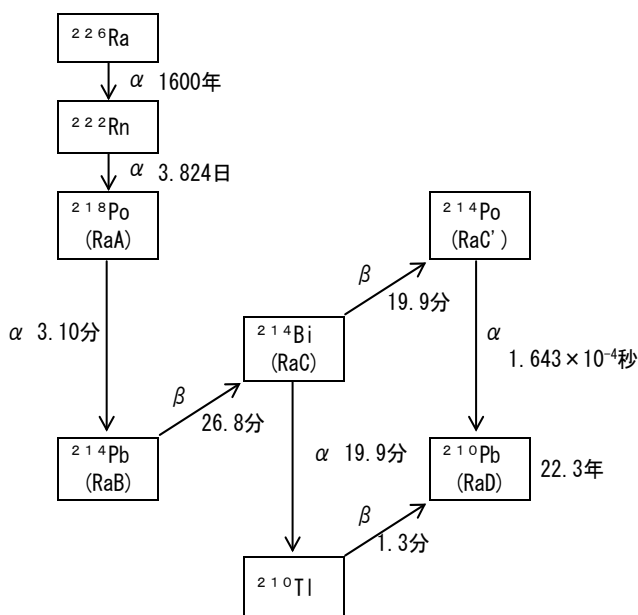 ²²⁶Ra
α 1600年
²²²Rn
α 3.824日
²¹⁸Po
(RaA)
²¹⁴Po
(RaC')
β
19.9分
α 3.10分
²¹⁴Bi
(RaC)
α
1.643×10⁻⁴秒
β
26.8分
²¹⁴Pb
(RaB)
α 19.9分
²¹⁰Pb
(RaD)
22.3年
β
1.3分
²¹⁰Tl